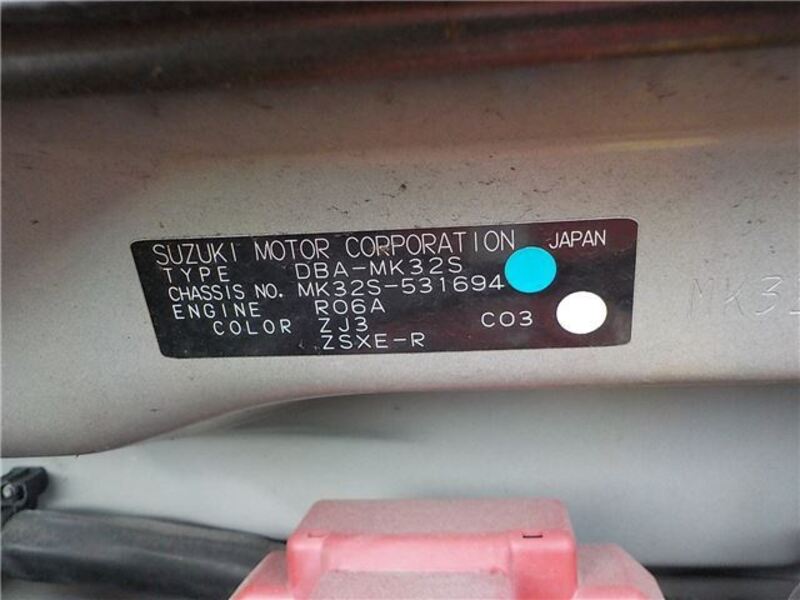 SUZUKI MOTOR CORPORATION JAPAN
TYPE DBA-MK32S
CHASSIS NO. MK32S-531694
ENGINE R06A
COLOR ZJ3 C03
ZSXE-R